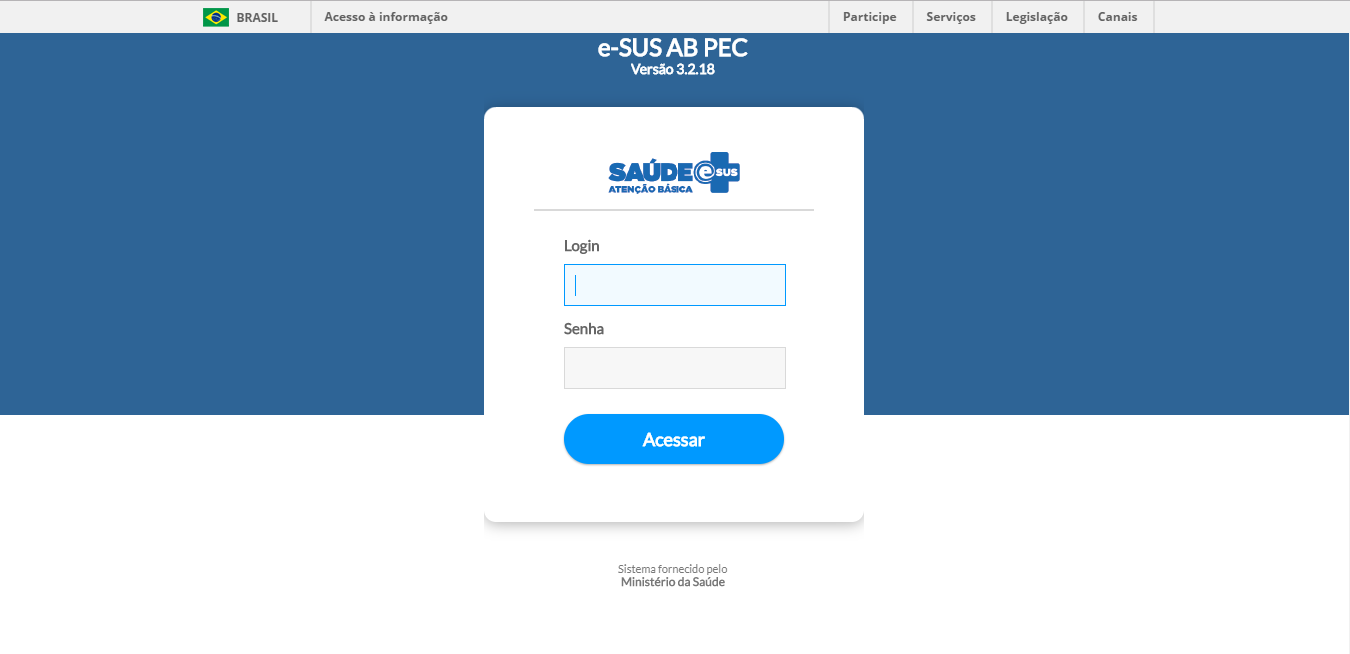 BRASIL
Acesso à informação
Participe
Serviços
Legislação
Canais
e-SUS AB PEC
Versão 3.2.18
SAÚDE e SUS
ATENÇÃO BÁSICA
Login
Senha
Acessar
Sistema fornecido pelo
Ministério da Saúde